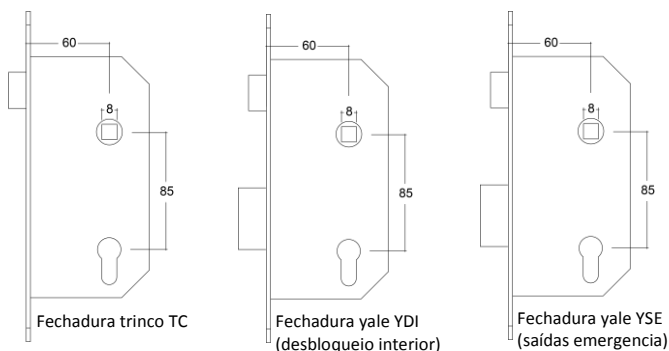 60
8
85
Fechadura trinco TC
60
8
85
Fechadura yale YDI
(desbloqueio interior)
60
8
85
Fechadura yale YSE
(saídas emergencia)